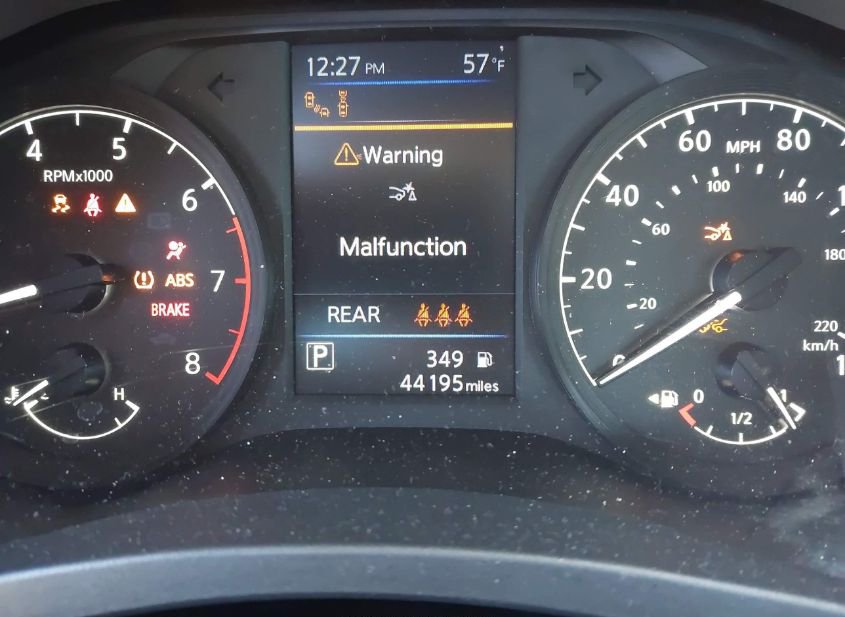 12:27 PM 57°F
Warning
Malfunction
REAR
P 349
44195 miles
4 5 6 7 8
RPMx1000
ABS
BRAKE
H
20 40 60 80
MPH
20 60 100 140 180 220
km/h
0 1/2 1